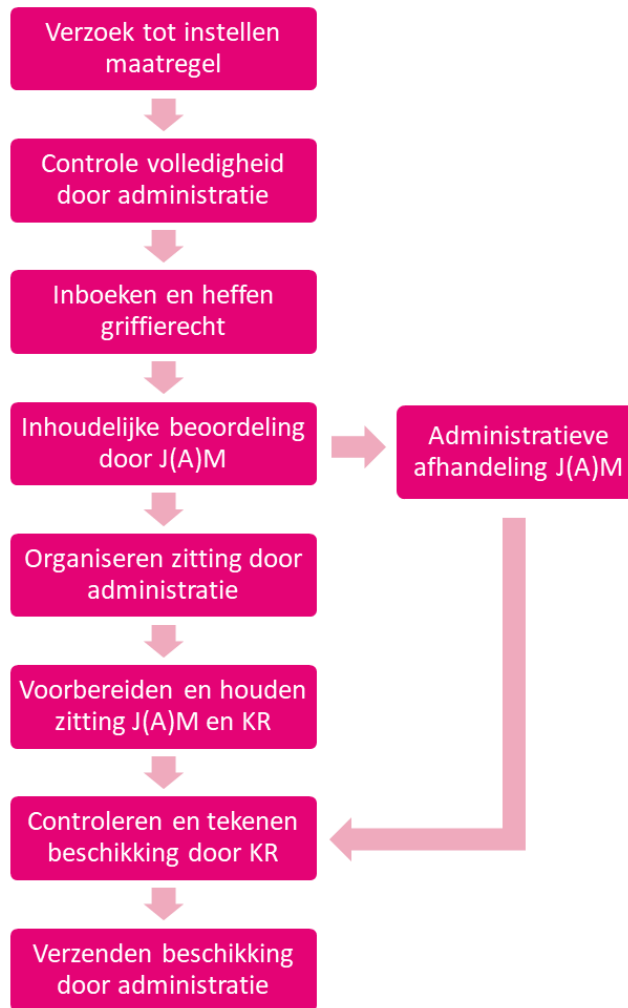 Verzoek tot instellen
maatregel
Controle volledigheid
door administratie
Inboeken en heffen
griffierecht
Inhoudelijke beoordeling
door J(A)M
Administratieve
afhandeling J(A)M
Organiseren zitting door
administratie
Voorbereiden en houden
zitting J(A)M en KR
Controleren en tekenen
beschikking door KR
Verzenden beschikking
door administratie